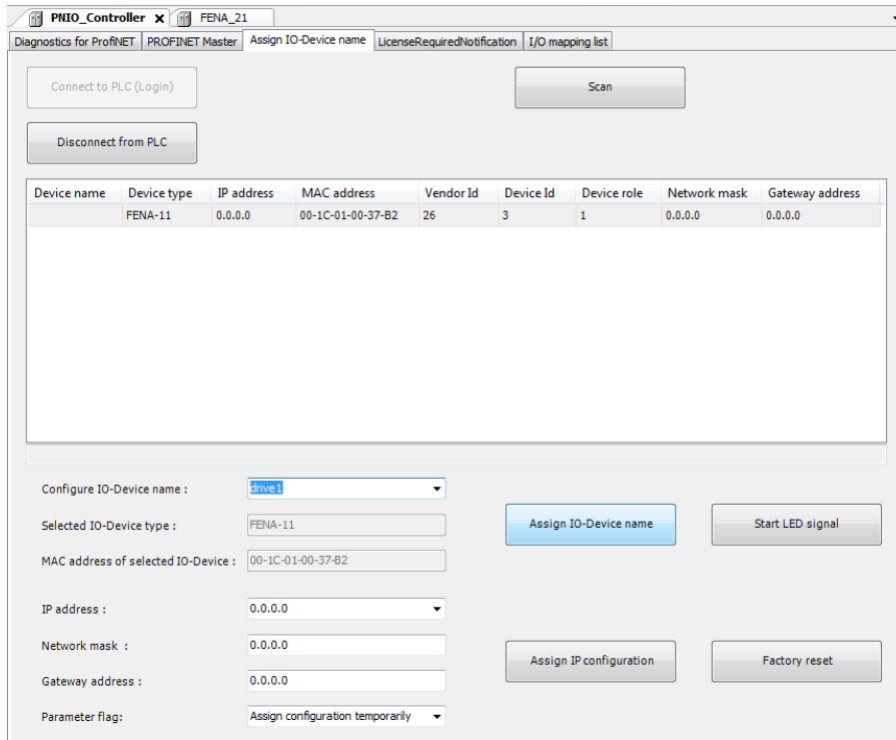 PNIO_Controller FENA_21
Diagnostics for ProfiNET PROFINET Master Assign IO-Device name LicenseRequiredNotification I/O mapping list
Connect to PLC (Login) Scan
Disconnect from PLC
Device name Device type IP address MAC address Vendor Id Device Id Device role Network mask Gateway address
FENA-11 0.0.0.0 00-1C-01-00-37-B2 26 3 1 0.0.0.0 0.0.0.0
Configure IO-Device name : drive1
Selected IO-Device type : FENA-11 Assign IO-Device name Start LED signal
MAC address of selected IO-Device : 00-1C-01-00-37-B2
IP address : 0.0.0.0
Network mask : 0.0.0.0
Assign IP configuration Factory reset
Gateway address : 0.0.0.0
Parameter flag: Assign configuration temporarily